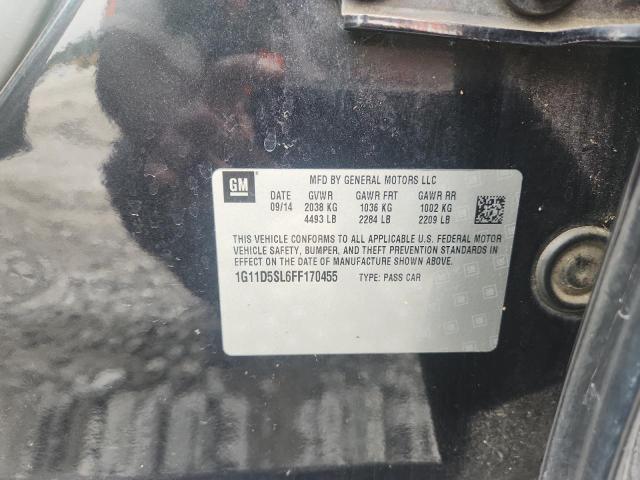 GM MFD BY GENERAL MOTORS LLC
DATE GVWR GAWR FRT GAWR RR
09/14 2038 KG 1036 KG 1002 KG
4493 LB 2284 LB 2209 LB
THIS VEHICLE CONFORMS TO ALL APPLICABLE U.S. FEDERAL MOTOR
VEHICLE SAFETY, BUMPER, AND THEFT PREVENTION STANDARDS IN
EFFECT ON THE DATE OF MANUFACTURE SHOWN ABOVE.
1G11D5SL6FF170455 TYPE: PASS CAR